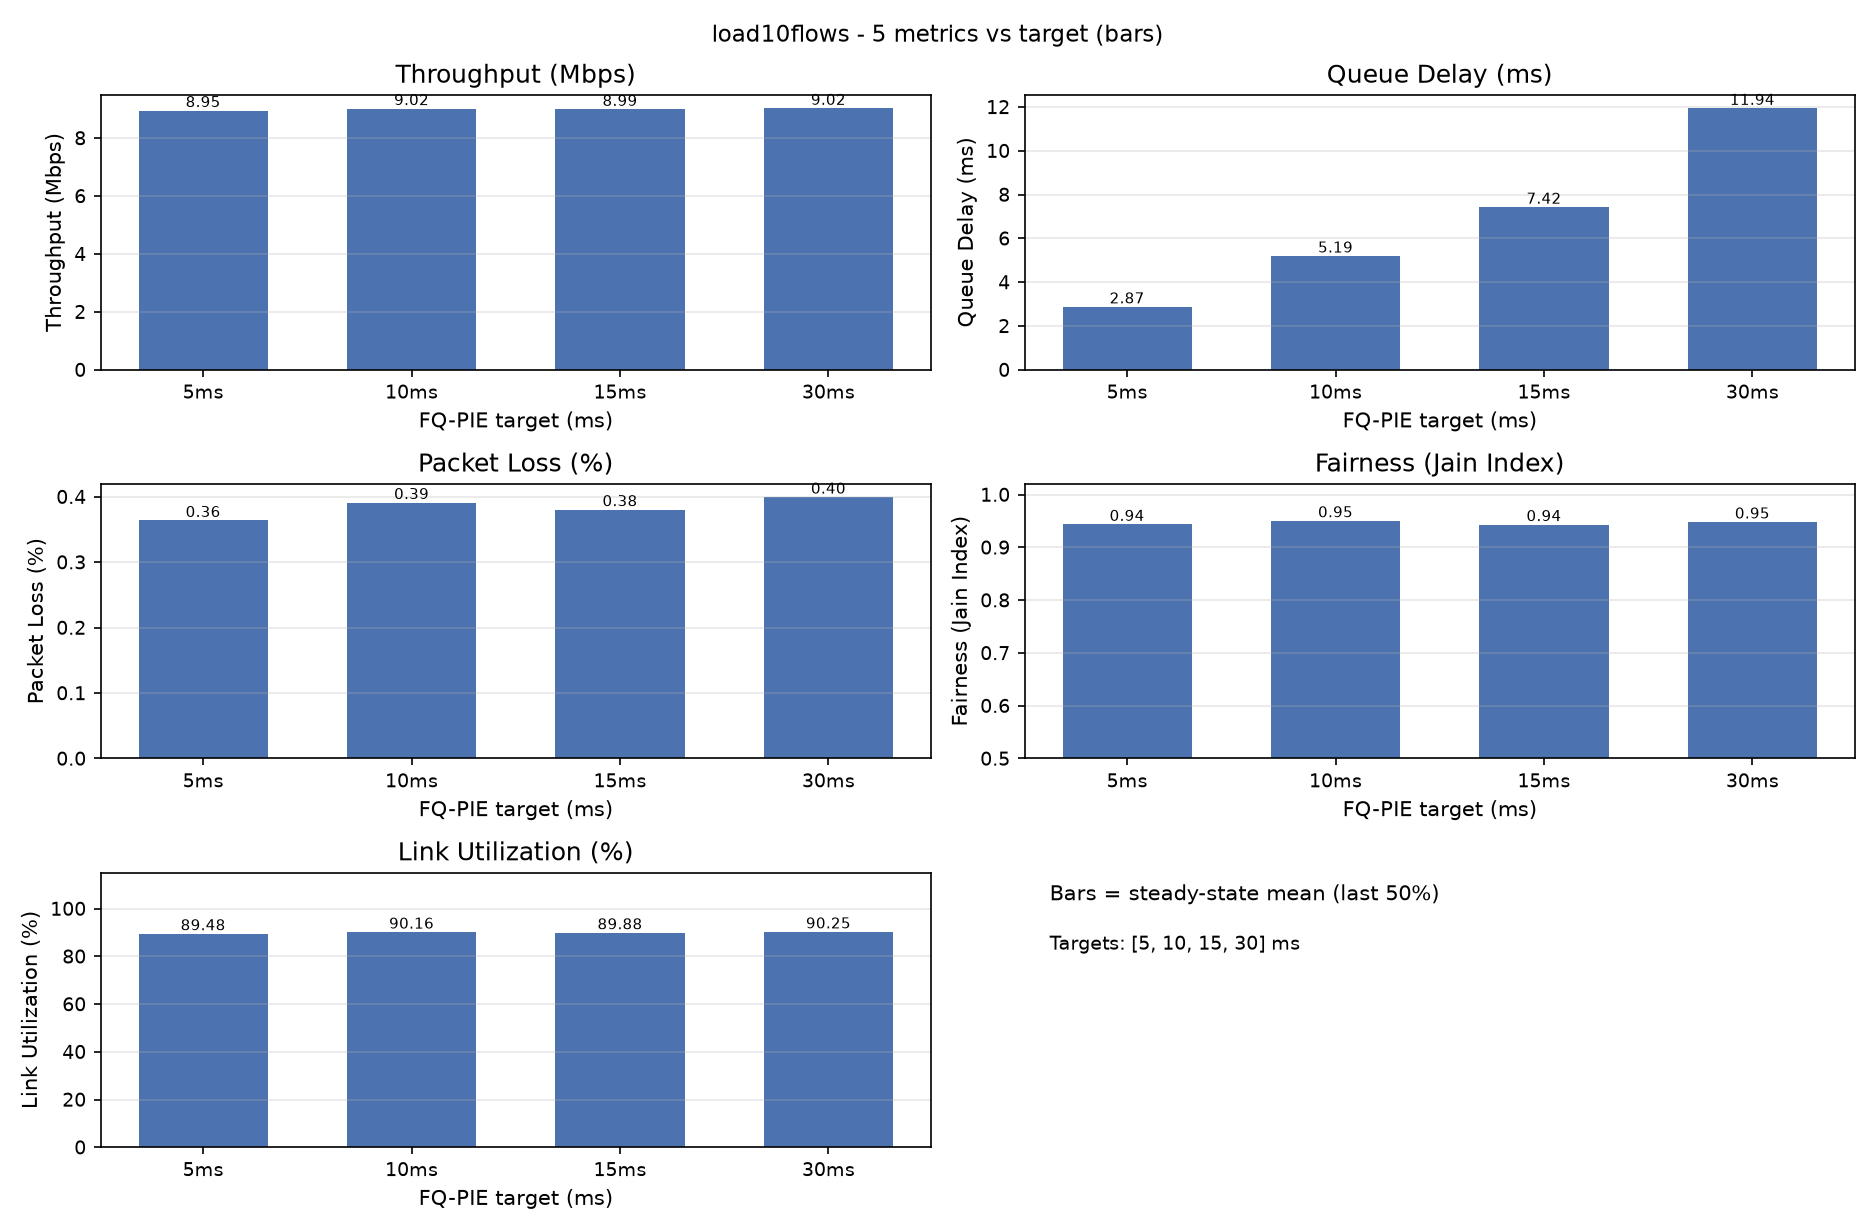 load10flows - 5 metrics vs target (bars)
Throughput (Mbps)
Throughput (Mbps)
8
6
4
2
0
8.95
9.02
8.99
9.02
5ms
10ms
15ms
30ms
FQ-PIE target (ms)
Queue Delay (ms)
Queue Delay (ms)
12
10
8
6
4
2
0
2.87
5.19
7.42
11.94
5ms
10ms
15ms
30ms
FQ-PIE target (ms)
Packet Loss (%)
Packet Loss (%)
0.4
0.3
0.2
0.1
0.0
0.36
0.39
0.38
0.40
5ms
10ms
15ms
30ms
FQ-PIE target (ms)
Fairness (Jain Index)
Fairness (Jain Index)
1.0
0.9
0.8
0.7
0.6
0.5
0.94
0.95
0.94
0.95
5ms
10ms
15ms
30ms
FQ-PIE target (ms)
Link Utilization (%)
Link Utilization (%)
100
80
60
40
20
0
89.48
90.16
89.88
90.25
5ms
10ms
15ms
30ms
FQ-PIE target (ms)
Bars = steady-state mean (last 50%)
Targets: [5, 10, 15, 30] ms